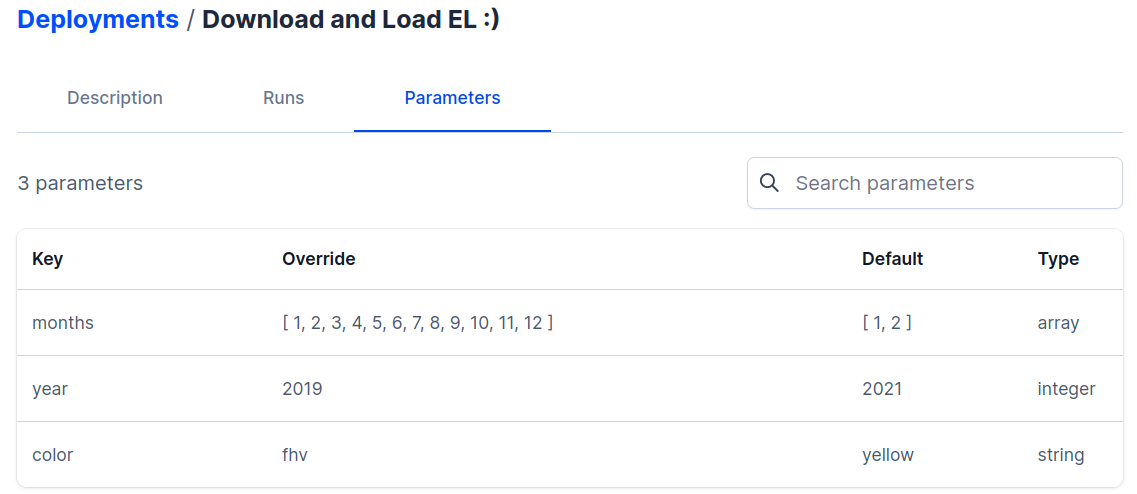 Deployments / Download and Load EL :)
Description Runs Parameters
3 parameters Search parameters
Key Override Default Type
months [ 1, 2, 3, 4, 5, 6, 7, 8, 9, 10, 11, 12 ] [ 1, 2 ] array
year 2019 2021 integer
color fhv yellow string